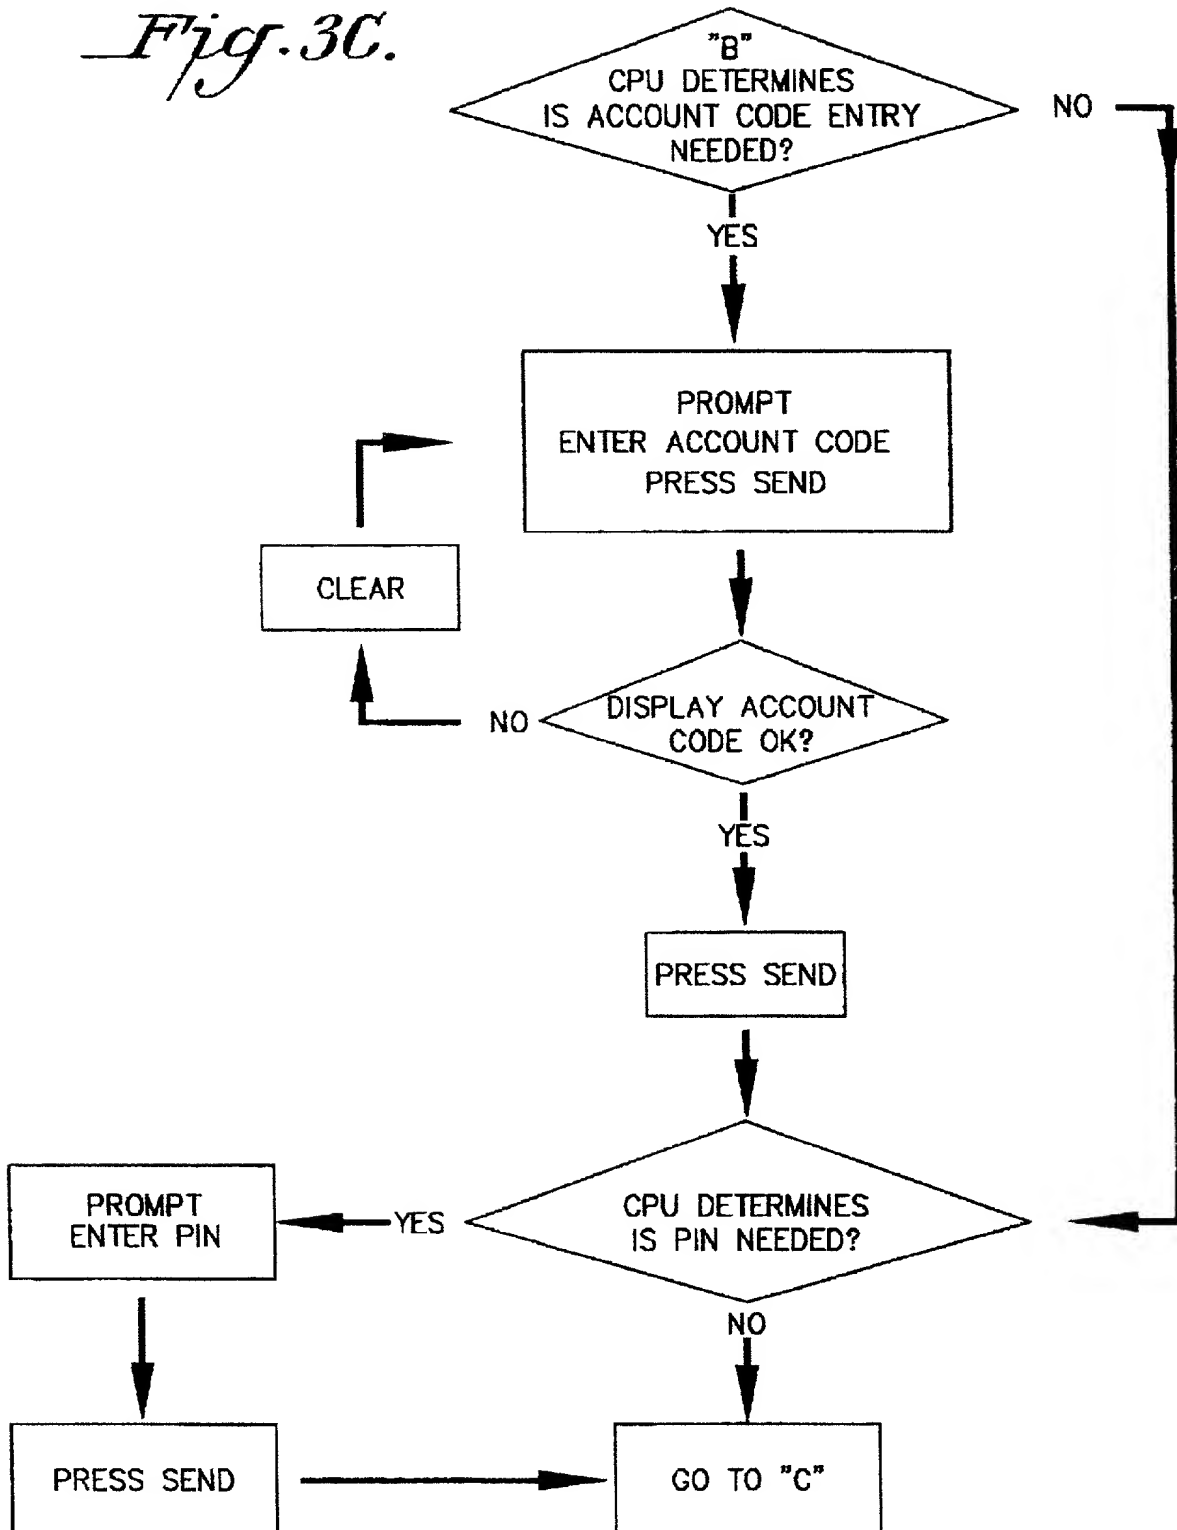 Fig. 3C.
"B"
CPU DETERMINES
IS ACCOUNT CODE ENTRY
NEEDED?
NO
YES
PROMPT
ENTER ACCOUNT CODE
PRESS SEND
CLEAR
NO
DISPLAY ACCOUNT
CODE OK?
YES
PRESS SEND
PROMPT
ENTER PIN
YES
CPU DETERMINES
IS PIN NEEDED?
NO
PRESS SEND
GO TO "C"